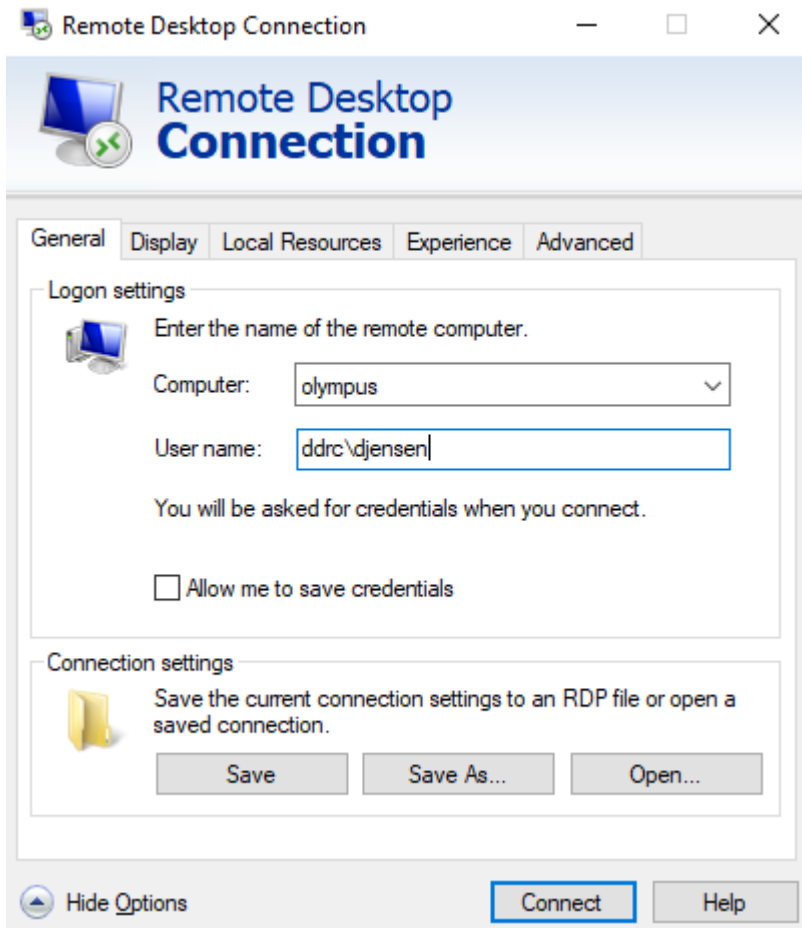 Remote Desktop Connection
Remote Desktop
Connection
General Display Local Resources Experience Advanced
Logon settings
Enter the name of the remote computer.
Computer: olympus
User name: ddrc\djensen
You will be asked for credentials when you connect.
Allow me to save credentials
Connection settings
Save the current connection settings to an RDP file or open a
saved connection.
Save Save As... Open...
Hide Options Connect Help